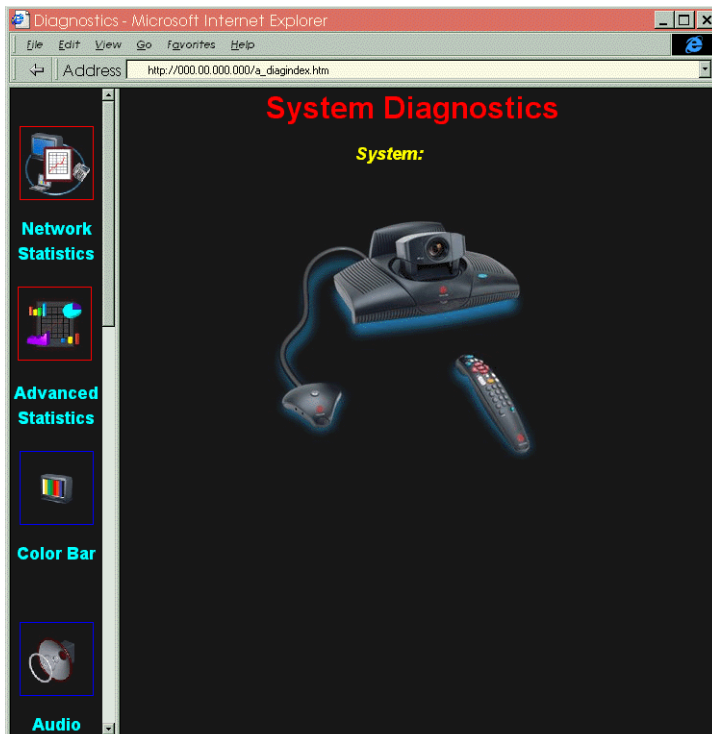 Diagnostics - Microsoft Internet Explorer
File Edit View Go Favorites Help
Address http://000.00.000.000/a_diagindex.htm
System Diagnostics
System:
Network
Statistics
Advanced
Statistics
Color Bar
Audio